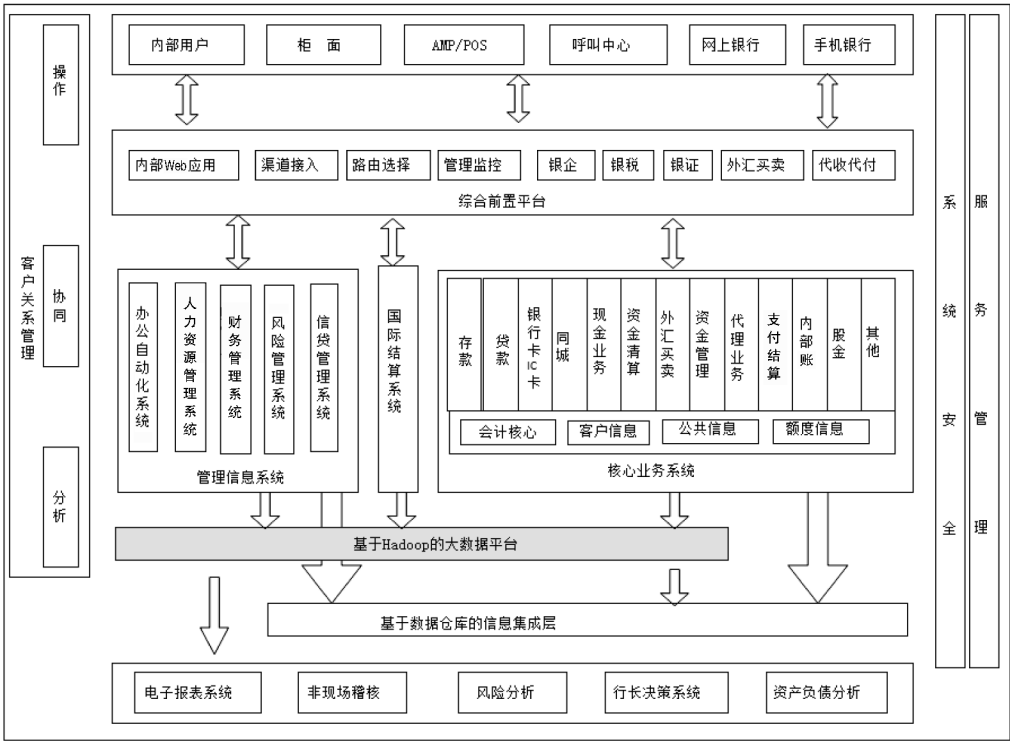 客户关系管理
操作
协同
分析
内部用户
柜 面
AMP/POS
呼叫中心
网上银行
手机银行
内部Web应用
渠道接入
路由选择
管理监控
银企
银税
银证
外汇买卖
代收代付
综合前置平台
办公自动化系统
人力资源管理系统
财务管理系统
风险管理系统
信贷管理系统
管理信息系统
国际结算系统
存款
贷款
银行卡IC卡
同城
现金业务
资金清算
外汇买卖
资金管理
代理业务
支付结算
内部账
股金
其他
会计核心
客户信息
公共信息
额度信息
核心业务系统
基于Hadoop的大数据平台
基于数据仓库的信息集成层
电子报表系统
非现场稽核
风险分析
行长决策系统
资产负债分析
系统安全
服务管理